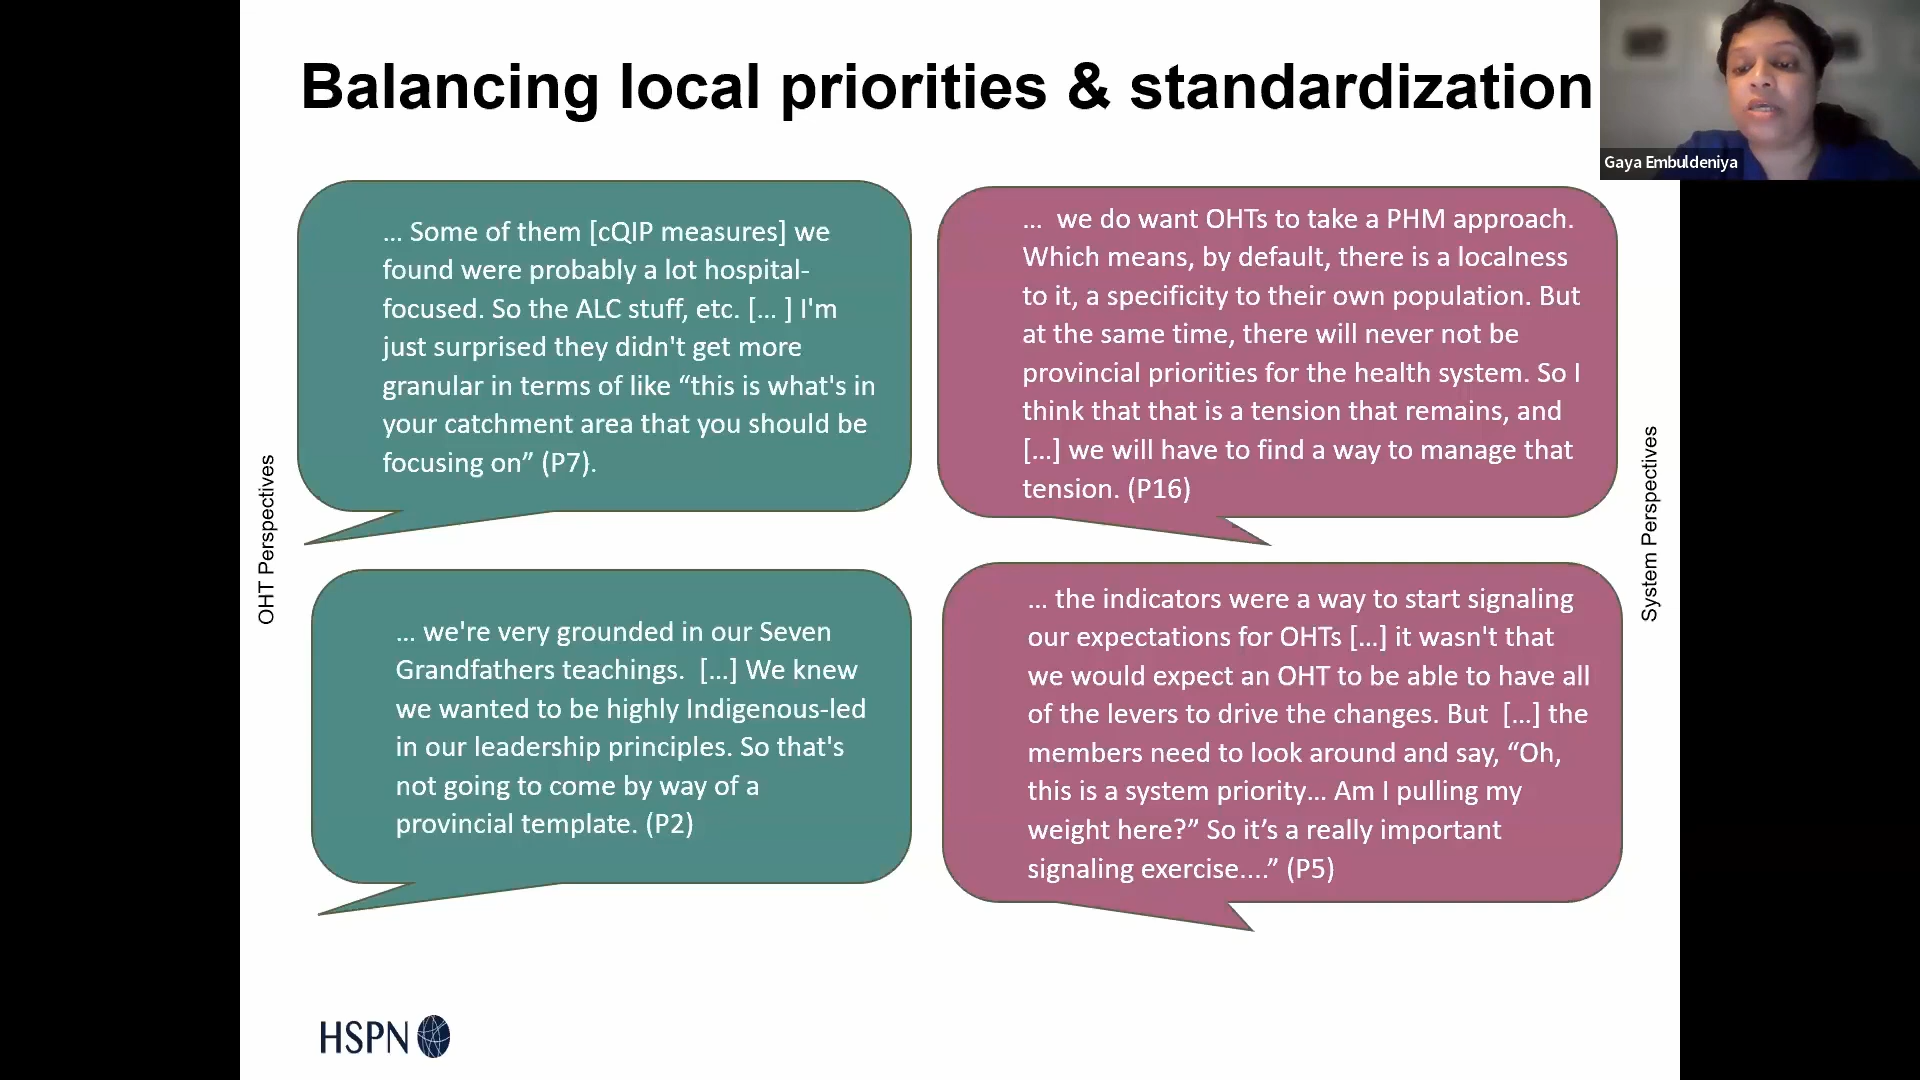 Balancing local priorities & standardization
Gaya Embuldeniya
OHT Perspectives
... Some of them [cQIP measures] we
found were probably a lot hospital-
focused. So the ALC stuff, etc. [... ] I'm
just surprised they didn't get more
granular in terms of like “this is what's in
your catchment area that you should be
focusing on” (P7).
... we're very grounded in our Seven
Grandfathers teachings.  [...] We knew
we wanted to be highly Indigenous-led
in our leadership principles. So that's
not going to come by way of a
provincial template. (P2)
...  we do want OHTs to take a PHM approach.
Which means, by default, there is a localness
to it, a specificity to their own population. But
at the same time, there will never not be
provincial priorities for the health system. So I
think that that is a tension that remains, and
[...] we will have to find a way to manage that
tension. (P16)
... the indicators were a way to start signaling
our expectations for OHTs [...] it wasn't that
we would expect an OHT to be able to have all
of the levers to drive the changes. But  [...] the
members need to look around and say, “Oh,
this is a system priority... Am I pulling my
weight here?” So it’s a really important
signaling exercise....” (P5)
System Perspectives
HSPN